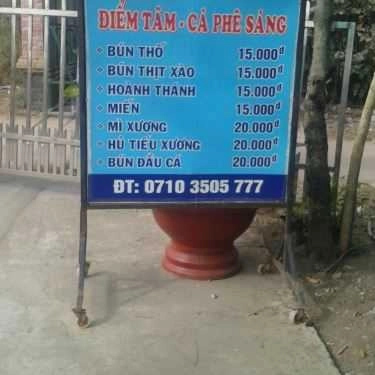 ĐIỂM TÂM - CÀ PHÊ SÁNG
• BÚN THỐ 15.000đ
• BÚN THỊT XÀO 15.000đ
• HOÀNH THÁNH 15.000đ
• MIẾN 15.000đ
• MÌ XƯƠNG 20.000đ
• HỦ TIẾU XƯƠNG 20.000đ
• BÚN ĐẦU CÁ 20.000đ
ĐT: 0710 3505 777